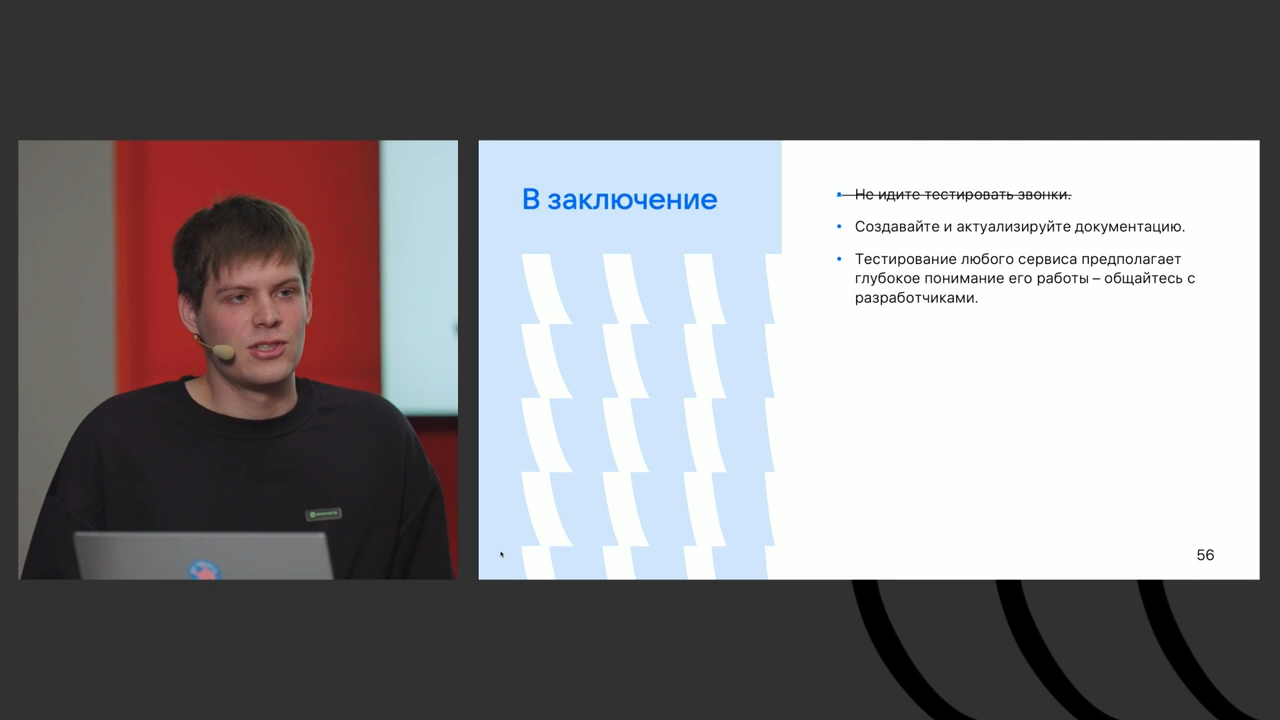 В заключение
Не идите тестировать звонки.
Создавайте и актуализируйте документацию.
Тестирование любого сервиса предполагает
глубокое понимание его работы – общайтесь с
разработчиками.
56